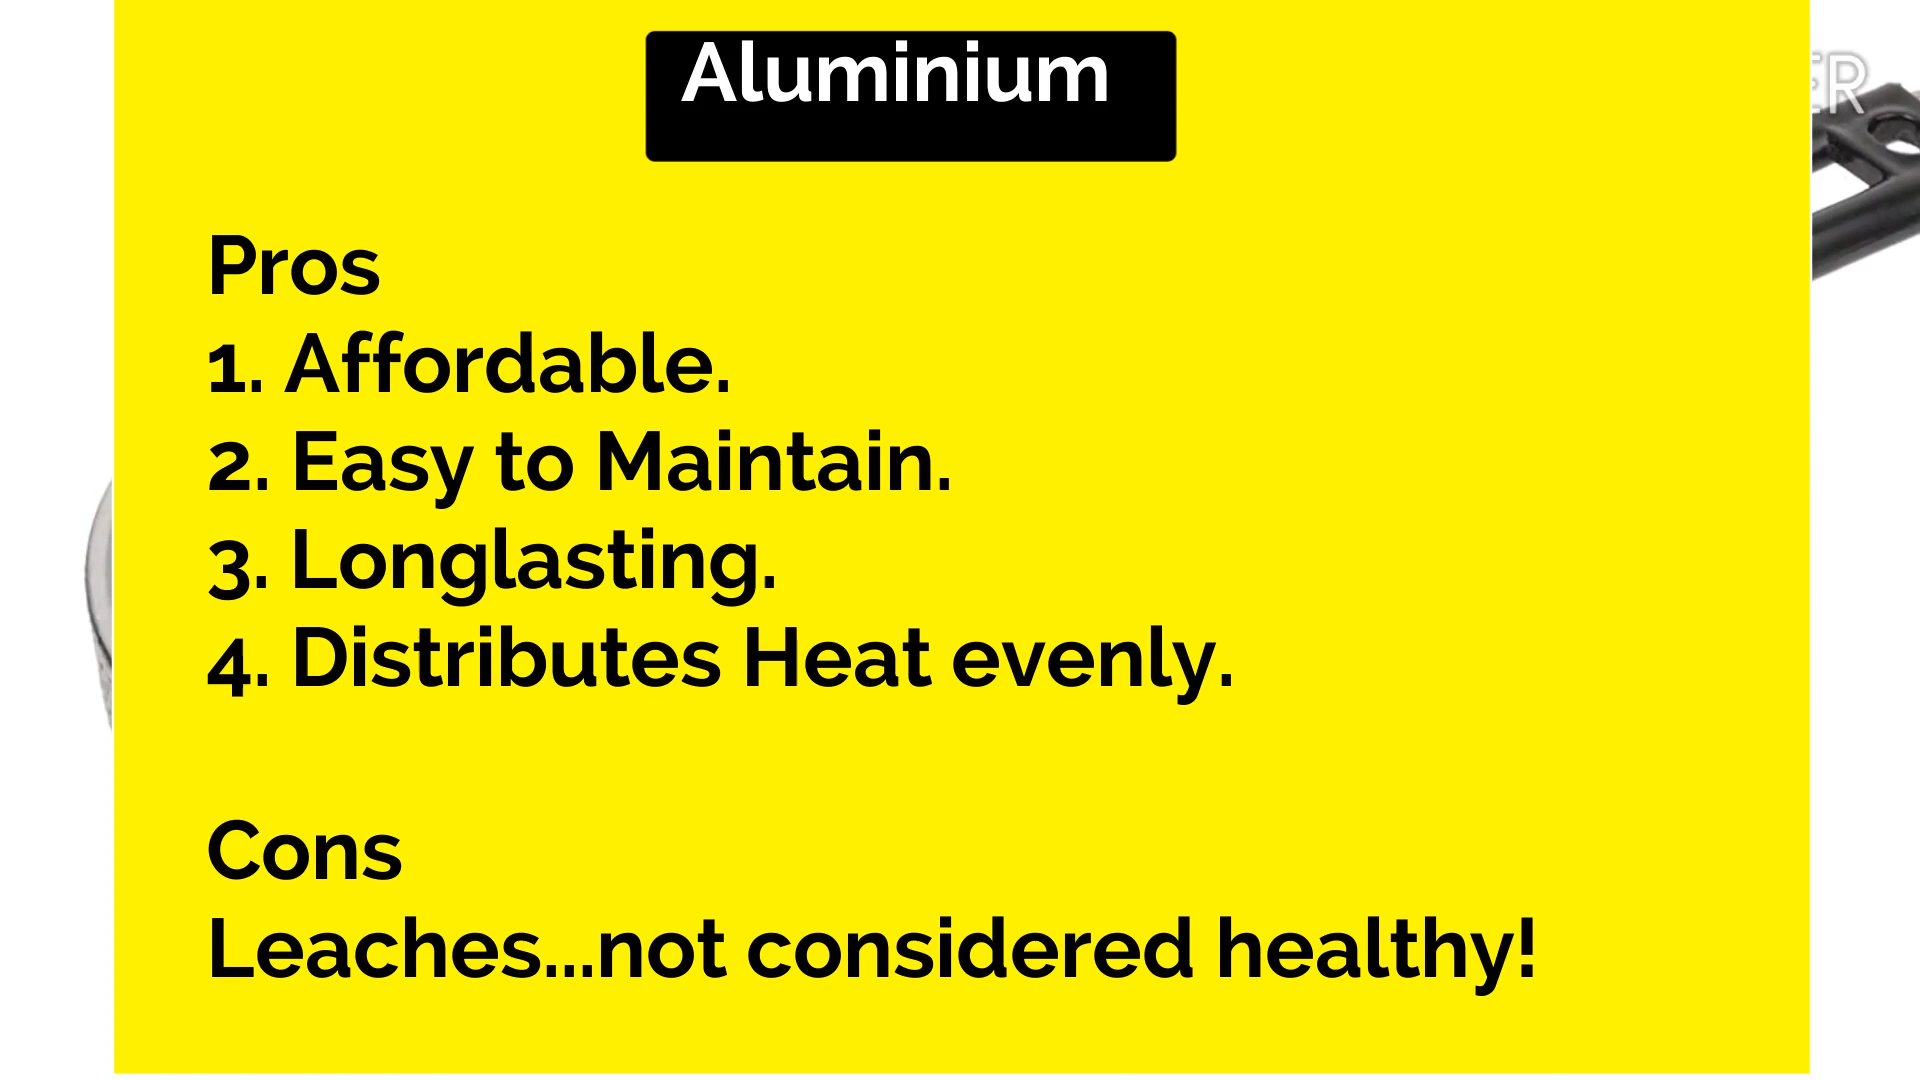 Aluminium
Pros
1. Affordable.
2. Easy to Maintain.
3. Longlasting.
4. Distributes Heat evenly.
Cons
Leaches...not considered healthy!